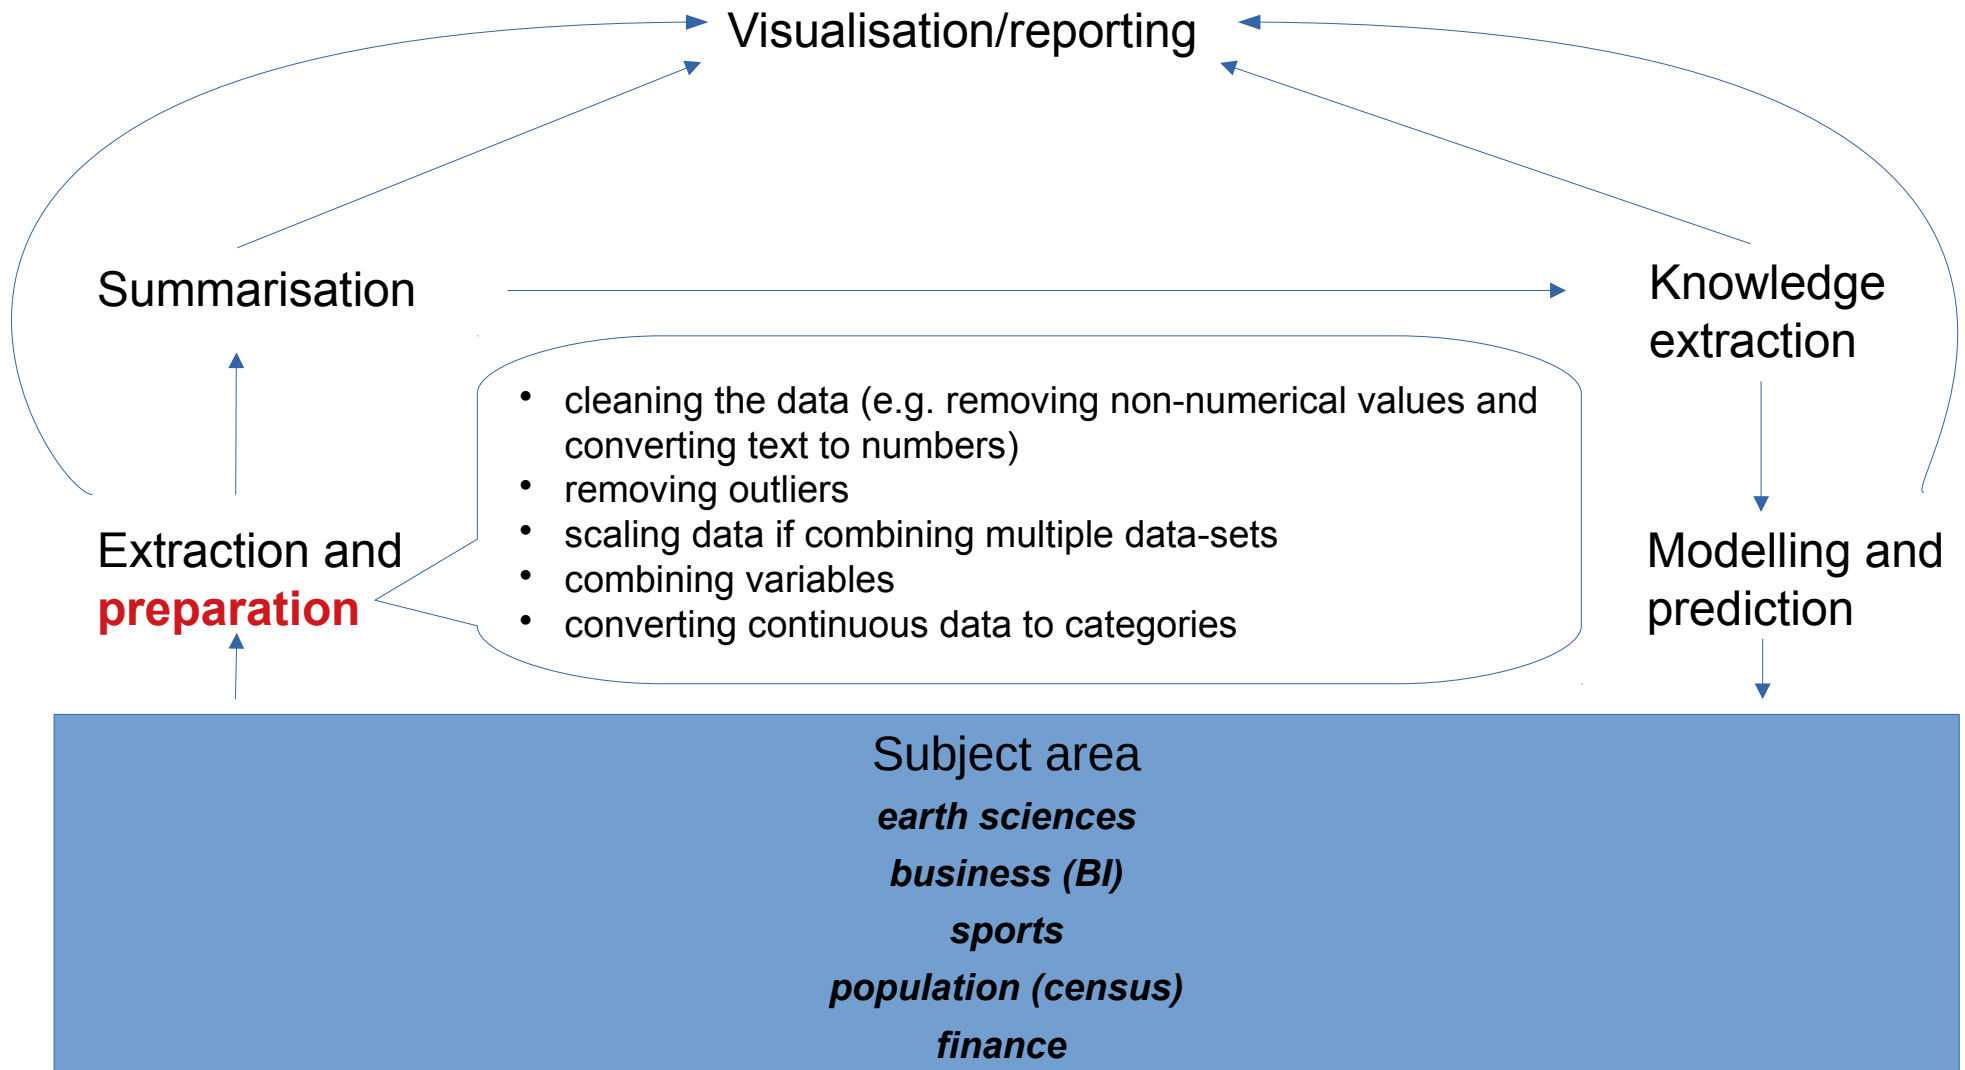 Visualisation/reporting
Summarisation
Knowledge
extraction
• cleaning the data (e.g. removing non-numerical values and
converting text to numbers)
• removing outliers
• scaling data if combining multiple data-sets
• combining variables
• converting continuous data to categories
Extraction and
preparation
Modelling and
prediction
Subject area
earth sciences
business (BI)
sports
population (census)
finance